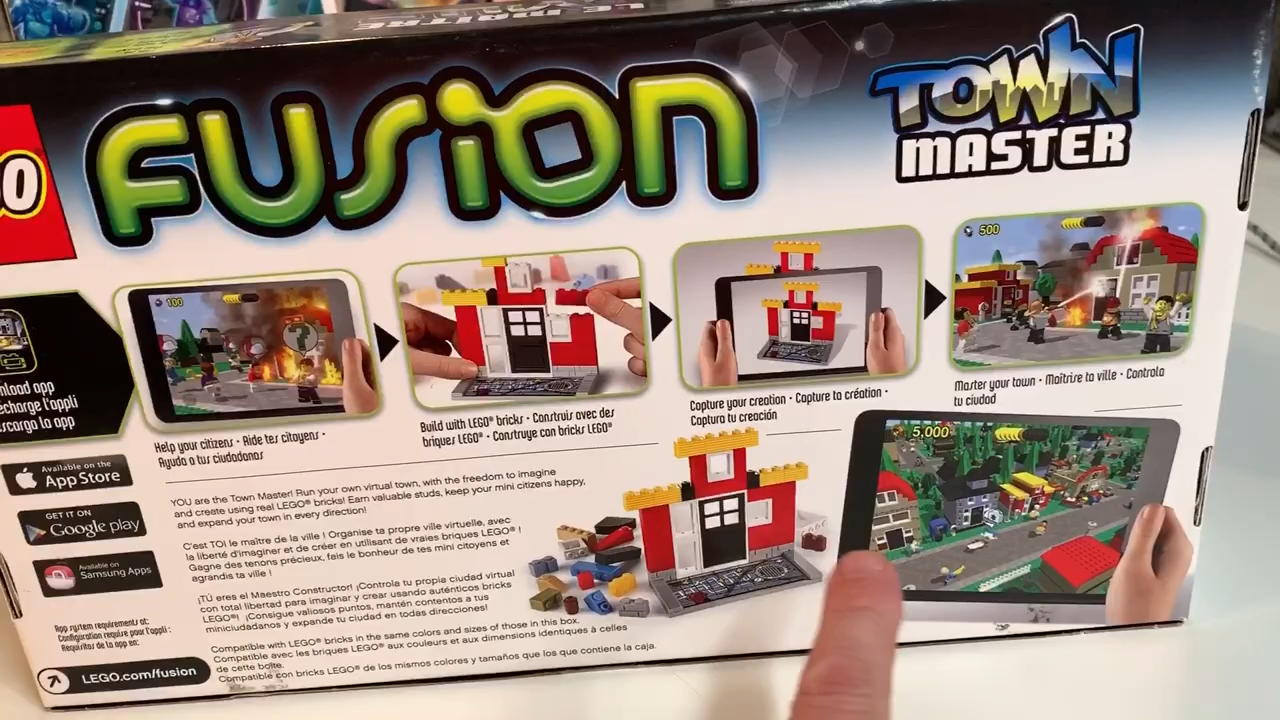 FUSION
TOWN
MASTER
100
500
Help your citizens • Aide tes citoyens •
Ayuda a tus ciudadanos
Build with LEGO® bricks • Construis avec des
briques LEGO® • Construye con bricks LEGO®
Capture your creation • Capture ta création •
Captura tu creación
Master your town • Maîtrise ta ville • Controla
tu ciudad
5,000
nload app
écharge l'appli
scarga la app
Available on the
App Store
GET IT ON
Google play
Available on
Samsung Apps
YOU are the Town Master! Run your own virtual town, with the freedom to imagine
and create using real LEGO® bricks! Earn valuable studs, keep your mini citizens happy,
and expand your town in every direction!
C'est TOI le maître de la ville ! Organise ta propre ville virtuelle, avec
la liberté d'imaginer et de créer en utilisant de vraies briques LEGO® !
Gagne des tenons précieux, fais le bonheur de tes mini citoyens et
agrandis ta ville !
¡TÚ eres el Maestro Constructor! ¡Controla tu propia ciudad virtual
con total libertad para imaginar y crear usando auténticos bricks
LEGO®! ¡Consigue valiosos puntos, mantén contentos a tus
miniciudadanos y expande tu ciudad en todas direcciones!
App system requirements at:
Configuration requise pour l'appli :
Requisitos de la app en:
LEGO.com/fusion
Compatible with LEGO® bricks in the same colors and sizes of those in this box.
Compatible avec les briques LEGO® aux couleurs et aux dimensions identiques à celles
de cette boîte.
Compatible con bricks LEGO® de los mismos colores y tamaños que los que contiene la caja.